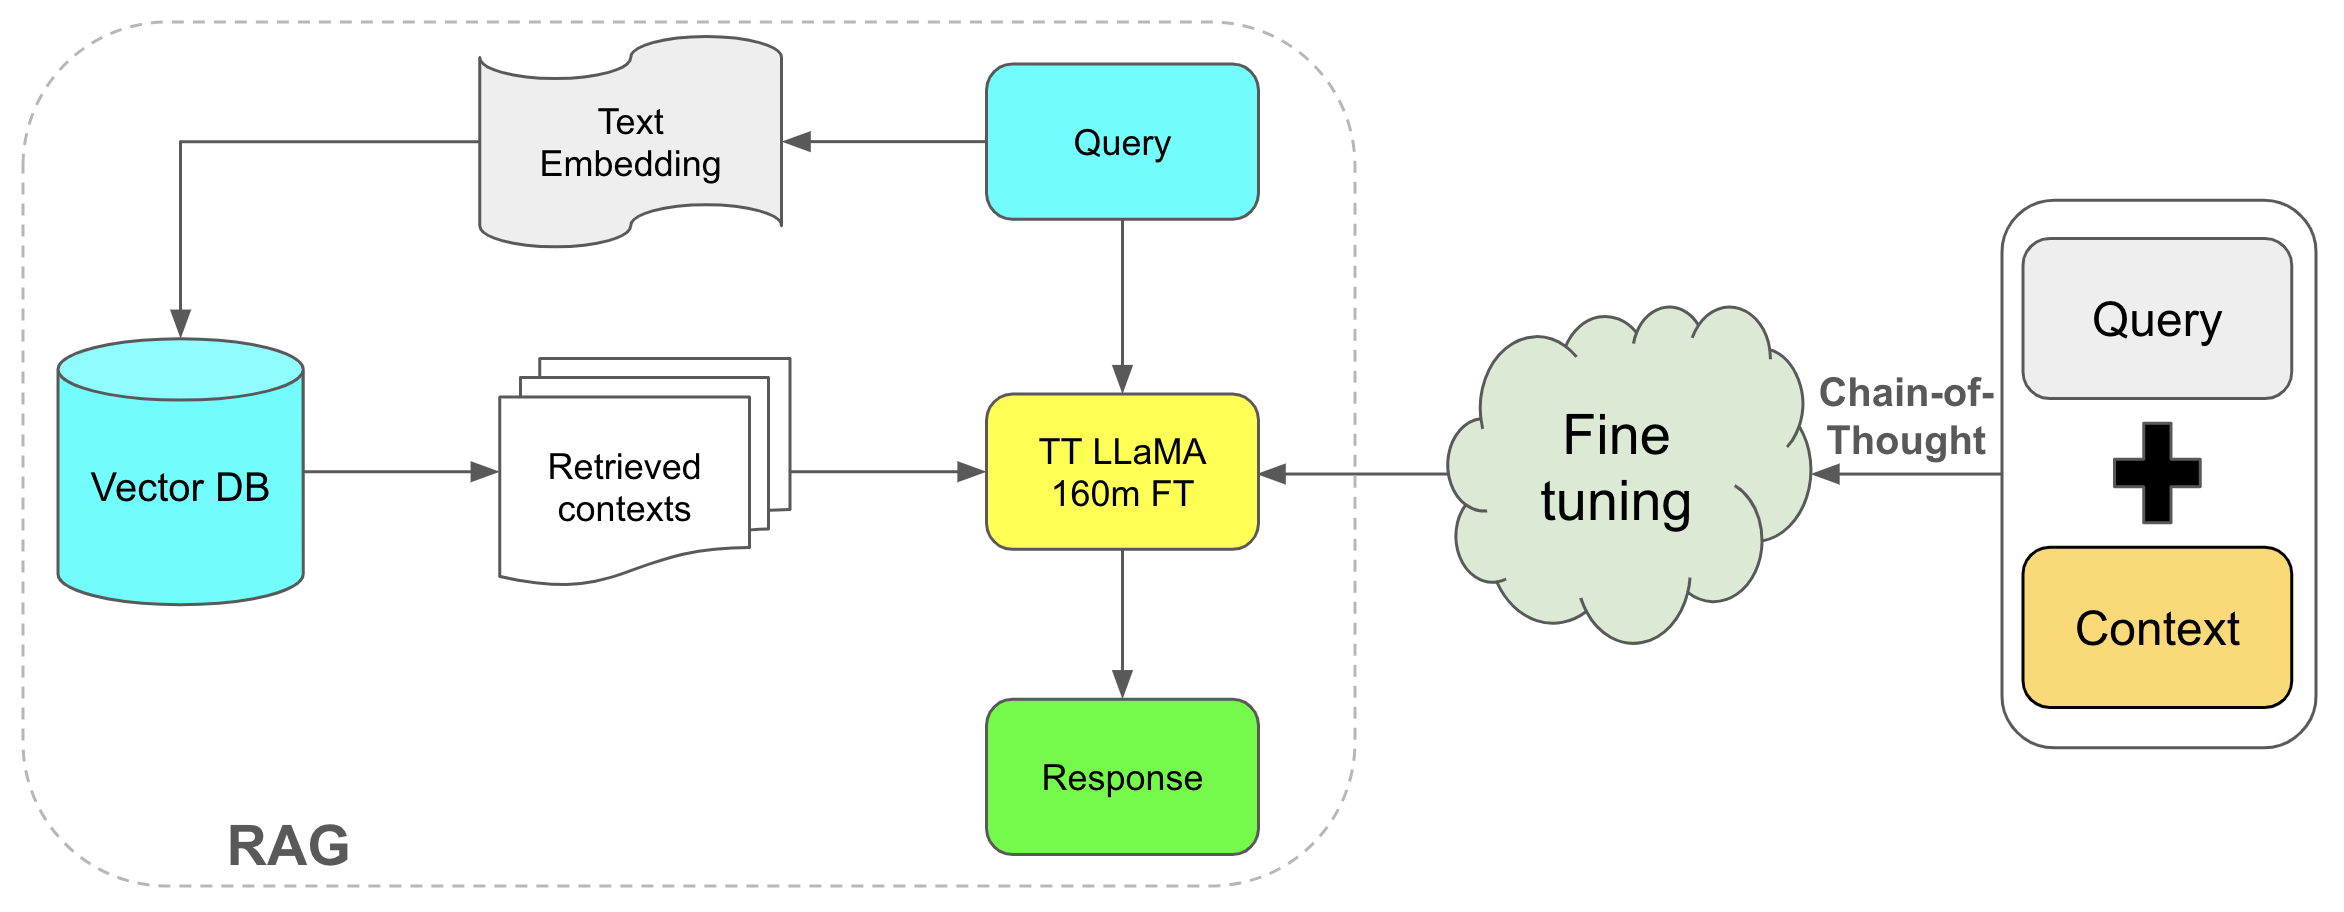 Text
Embedding
Query
Vector DB
Retrieved
contexts
TT LLaMA
160m FT
Response
RAG
Fine
tuning
Chain-of-
Thought
Query
Context